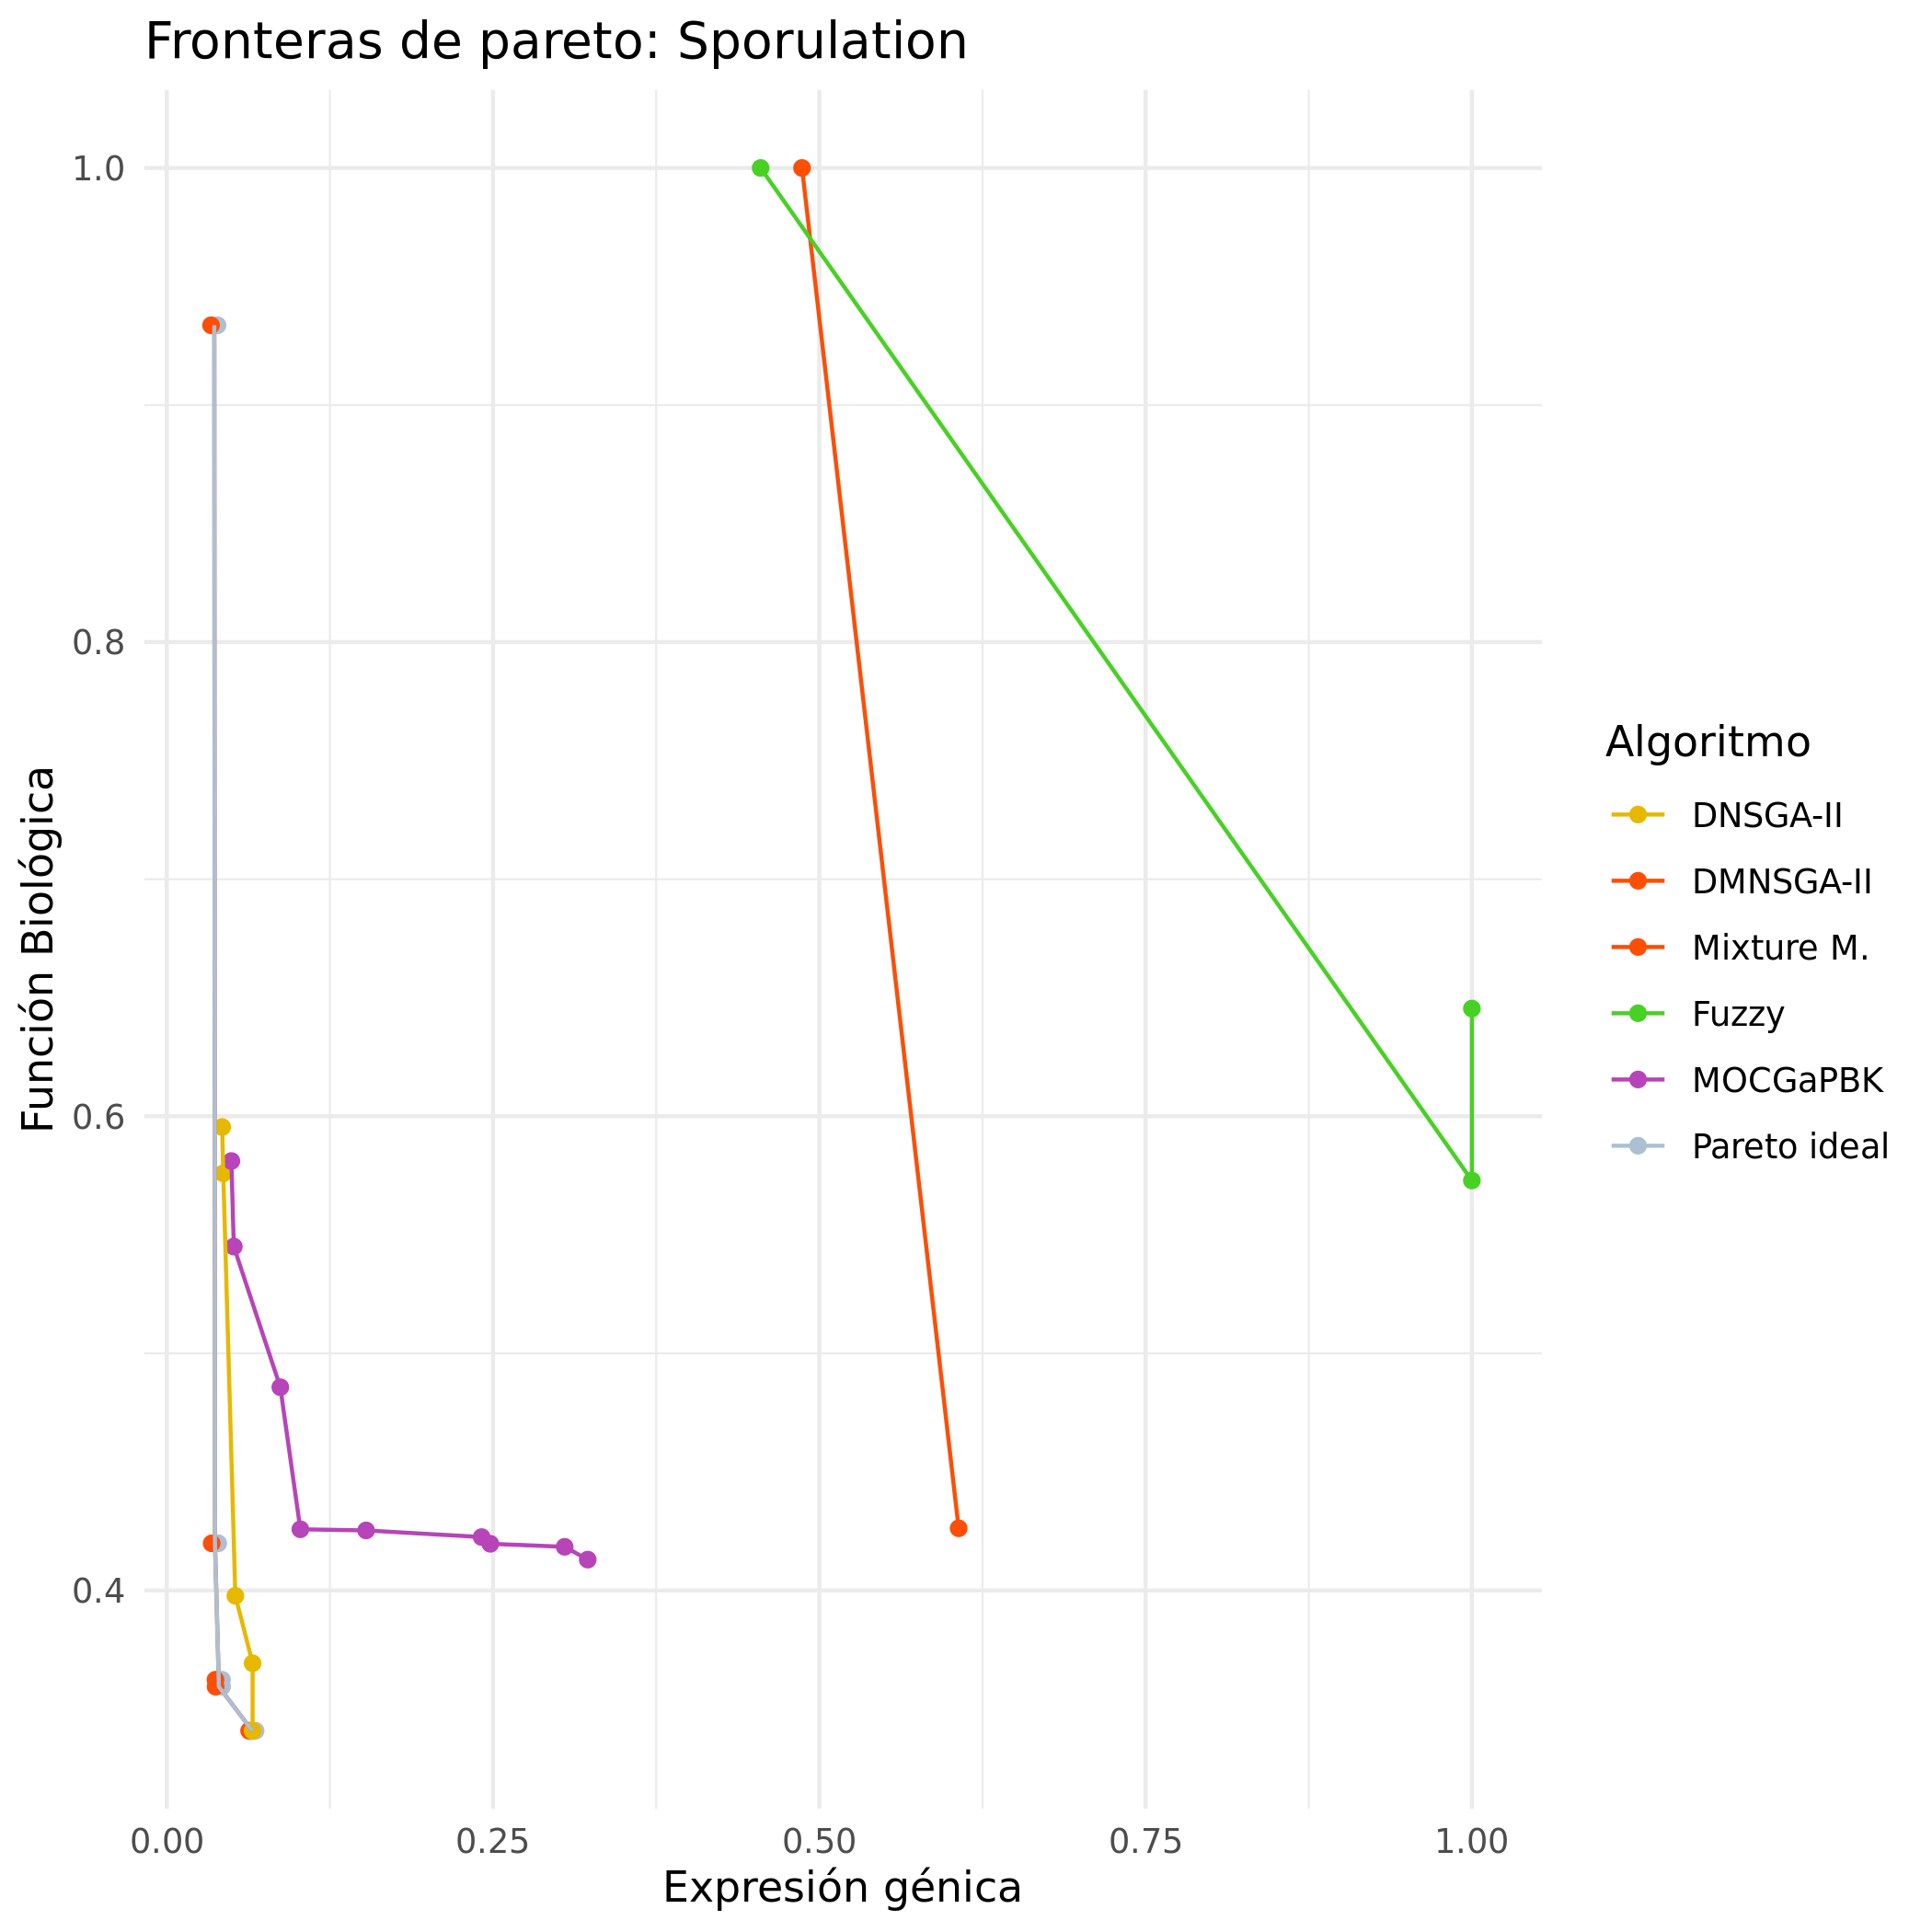 Fronteras de pareto: Sporulation
1.0
0.8
0.6
0.4
Función Biológica
0.00
0.25
0.50
0.75
1.00
Expresión génica
Algoritmo
DNSGA-II
DMNSGA-II
Mixture M.
Fuzzy
MOCGaPBK
Pareto ideal